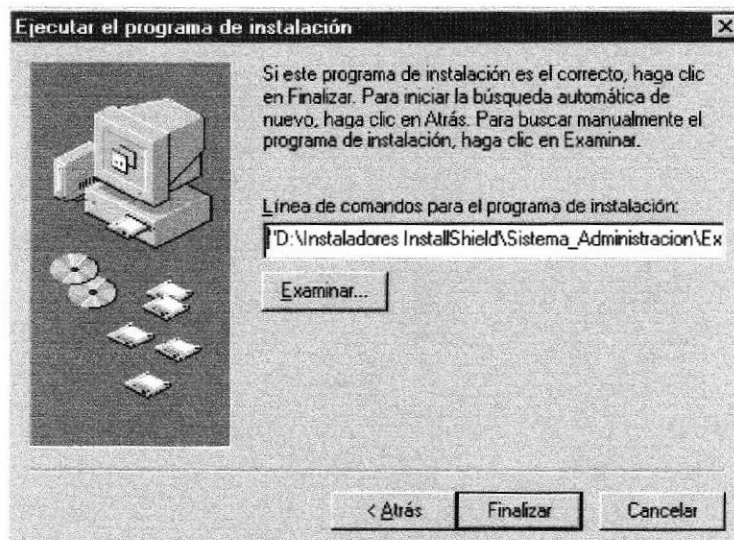 Ejecutar el programa de instalación
Si este programa de instalación es el correcto, haga clic
en Finalizar. Para iniciar la búsqueda automática de
nuevo, haga clic en Atrás. Para buscar manualmente el
programa de instalación, haga clic en Examinar.
Línea de comandos para el programa de instalación:
"D:\Instaladores InstallShield\Sistema_Administracion\Ex
Examinar...
< Atrás
Finalizar
Cancelar